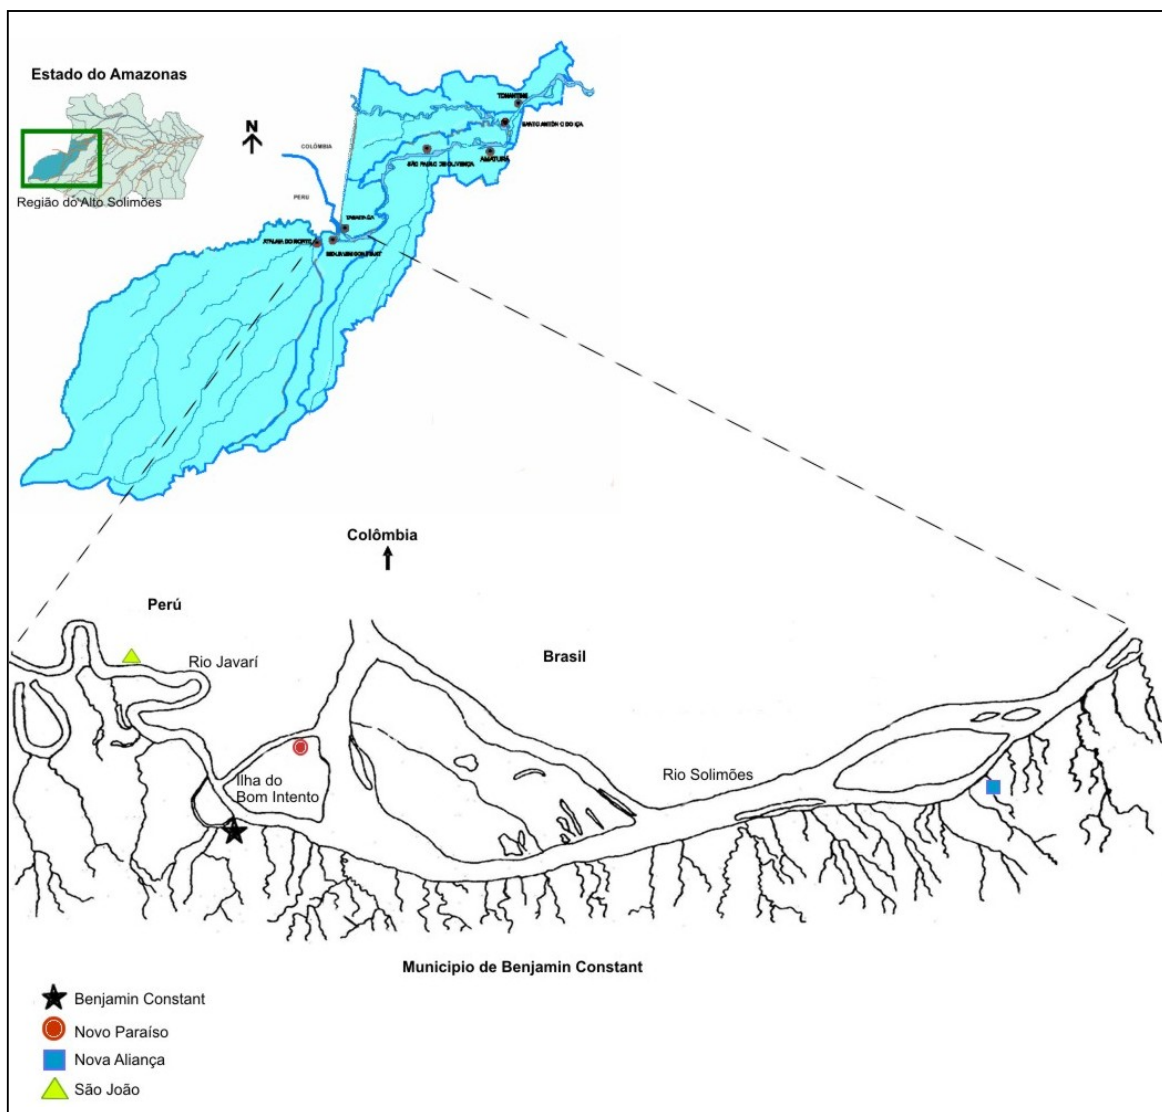 Estado do Amazonas
Região do Alto Solimões
N
COLÔMBIA
PERU
TONANTINS
SANTO ANTÔNIO DO IÇA
SÃO PAULO DE OLIVENÇA
AMATURÁ
TABATINGA
ATALAIA DO NORTE
BENJAMIN CONSTANT
Colômbia
Perú
Rio Javarí
Brasil
Ilha do
Bom Intento
Rio Solimões
Municipio de Benjamin Constant
Benjamin Constant
Novo Paraíso
Nova Aliança
São João